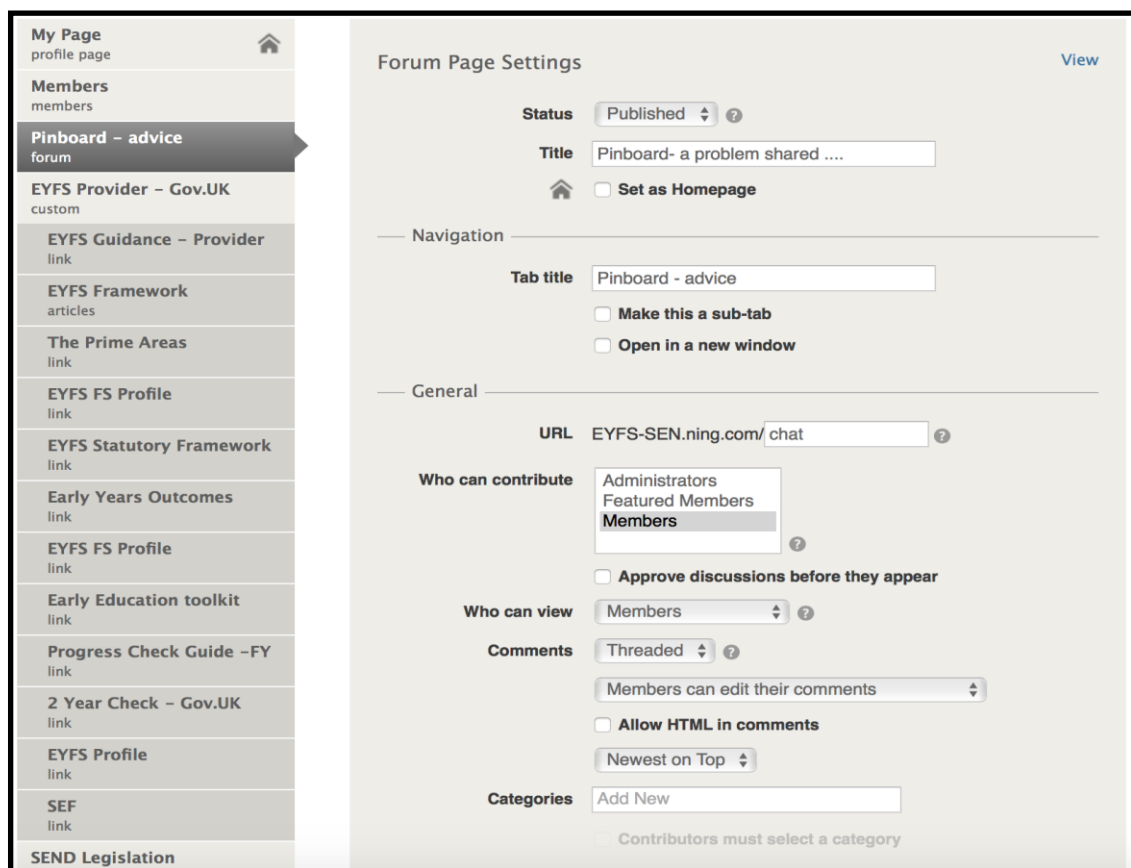 My Page
profile page
Members
members
Pinboard – advice
forum
EYFS Provider – Gov.UK
custom
EYFS Guidance – Provider
link
EYFS Framework
articles
The Prime Areas
link
EYFS FS Profile
link
EYFS Statutory Framework
link
Early Years Outcomes
link
EYFS FS Profile
link
Early Education toolkit
link
Progress Check Guide –FY
link
2 Year Check – Gov.UK
link
EYFS Profile
link
SEF
link
SEND Legislation
Forum Page Settings View
Status Published ?
Title Pinboard- a problem shared ....
Set as Homepage
Navigation
Tab title Pinboard - advice
Make this a sub-tab
Open in a new window
General
URL EYFS-SEN.ning.com/ chat ?
Who can contribute Administrators
Featured Members
Members
?
Approve discussions before they appear
Who can view Members ?
Comments Threaded ?
Members can edit their comments
Allow HTML in comments
Newest on Top
Categories Add New
Contributors must select a category